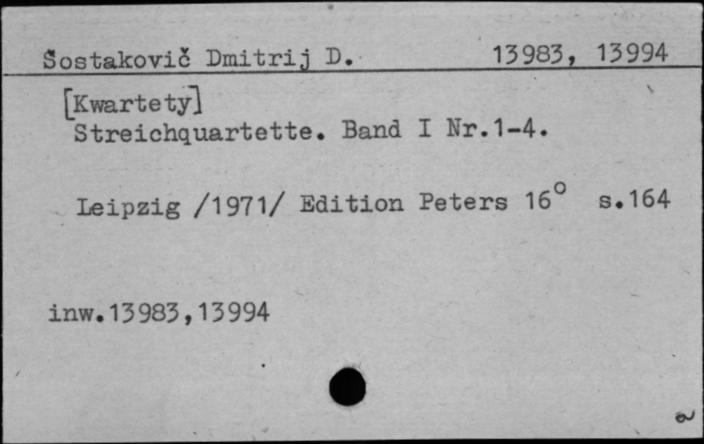 Šostakovič Dmitrij D. 13983, 13994
[Kwartety]
Streichquartette. Band I Nr.1-4.
Leipzig /1971/ Edition Peters 16° s.164
inw.13983,13994